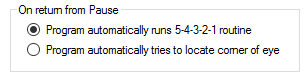 On return from Pause
Program automatically runs 5-4-3-2-1 routine
Program automatically tries to locate corner of eye